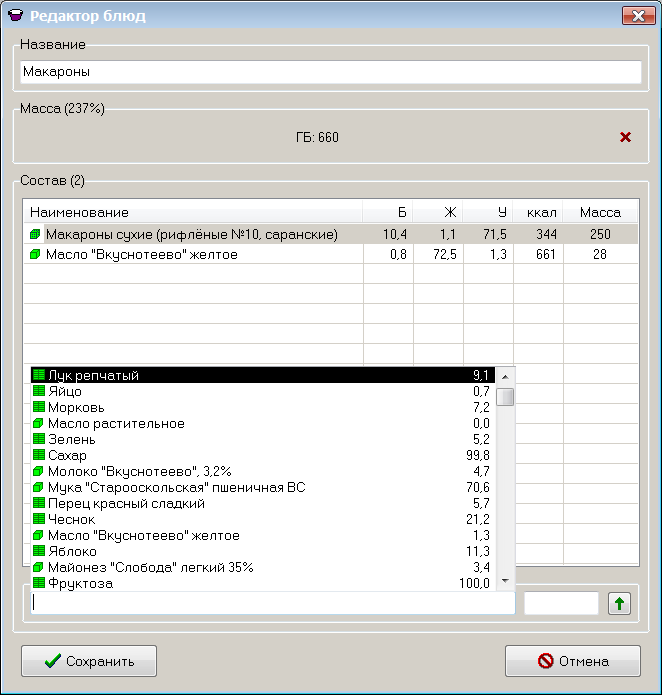 Редактор блюд
Название
Макароны
Масса (237%)
ГБ: 660
Состав (2)
Наименование Б Ж У ккал Масса
Макароны сухие (рифлёные №10, саранские) 10,4 1,1 71,5 344 250
Масло "Вкуснотеево" желтое 0,8 72,5 1,3 661 28
Лук репчатый 9,1
Яйцо 0,7
Морковь 7,2
Масло растительное 0,0
Зелень 5,2
Сахар 99,8
Молоко "Вкуснотеево", 3,2% 4,7
Мука "Старооскольская" пшеничная ВС 70,6
Перец красный сладкий 5,7
Чеснок 21,2
Масло "Вкуснотеево" желтое 1,3
Яблоко 11,3
Майонез "Слобода" легкий 35% 3,4
Фруктоза 100,0
Сохранить Отмена